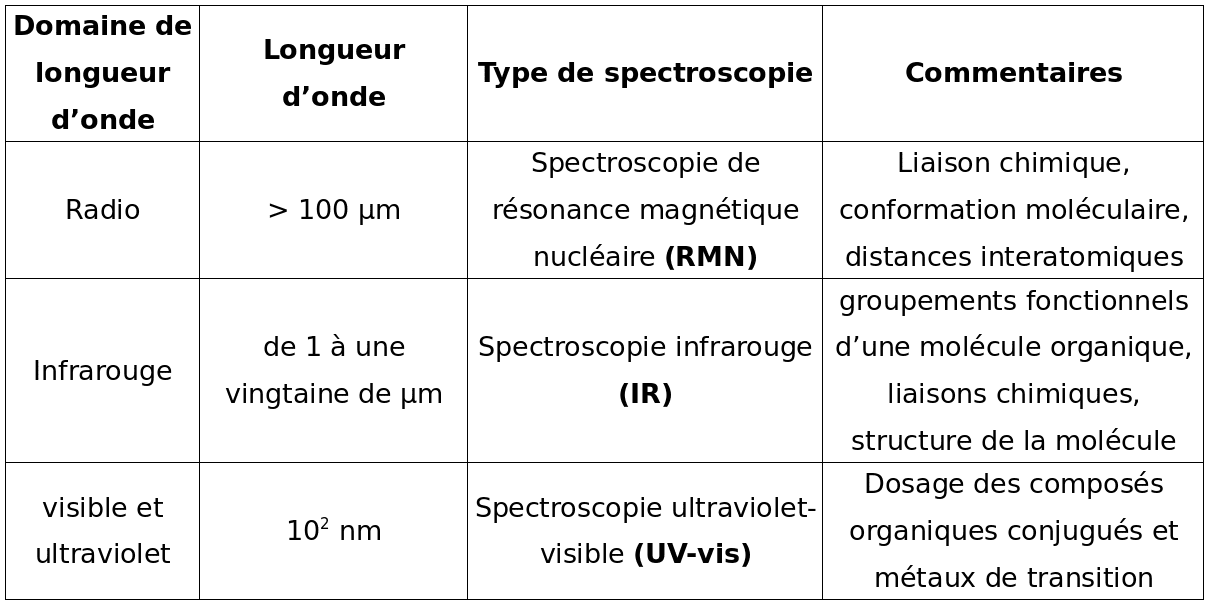 Domaine de
longueur
d’onde
Longueur
d’onde
Type de spectroscopie
Commentaires
Radio
> 100 µm
Spectroscopie de
résonance magnétique
nucléaire (RMN)
Liaison chimique,
conformation moléculaire,
distances interatomiques
Infrarouge
de 1 à une
vingtaine de µm
Spectroscopie infrarouge
(IR)
groupements fonctionnels
d’une molécule organique,
liaisons chimiques,
structure de la molécule
visible et
ultraviolet
10² nm
Spectroscopie ultraviolet-
visible (UV-vis)
Dosage des composés
organiques conjugués et
métaux de transition